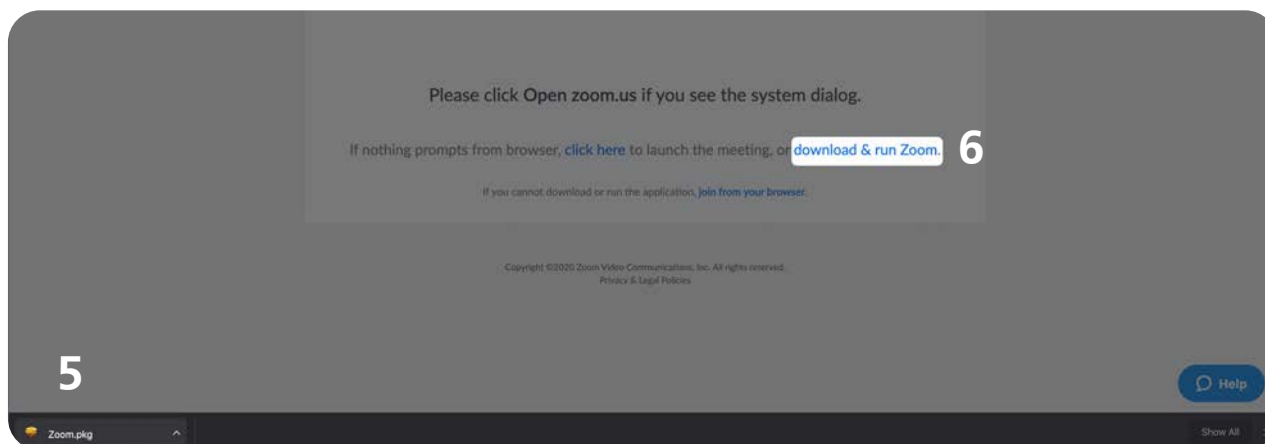 Please click Open zoom.us if you see the system dialog.
If nothing prompts from browser, click here to launch the meeting, or download & run Zoom.
6
If you cannot download or run the application, join from your browser.
Copyright ©2020 Zoom Video Communications, Inc. All rights reserved.
Privacy & Legal Policies
5
Help
Zoom.pkg
Show All